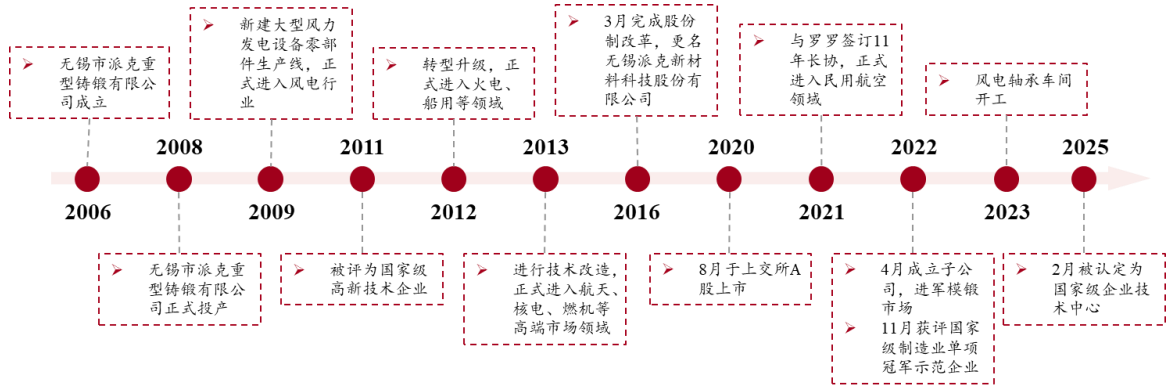 无锡市派克重
型铸锻有限公
司成立
新建大型风力
发电设备零部
件生产线，正
式进入风电行
业
转型升级，正
式进入火电、
船用等领域
3月完成股份
制改革，更名
无锡派克新材
料科技股份有
限公司
与罗罗签订11
年长协，正式
进入民用航空
领域
风电轴承车间
开工
2008
2011
2013
2020
2022
2025
2006
2009
2012
2016
2021
2023
无锡市派克重
型铸锻有限公
司正式投产
被评为国家级
高新技术企业
进行技术改造，
正式进入航天、
核电、燃机等
高端市场领域
8月于上交所A
股上市
4月成立子公
司，进军模锻
市场
11月获评国家
级制造业单项
冠军示范企业
2月被认定为
国家级企业技
术中心